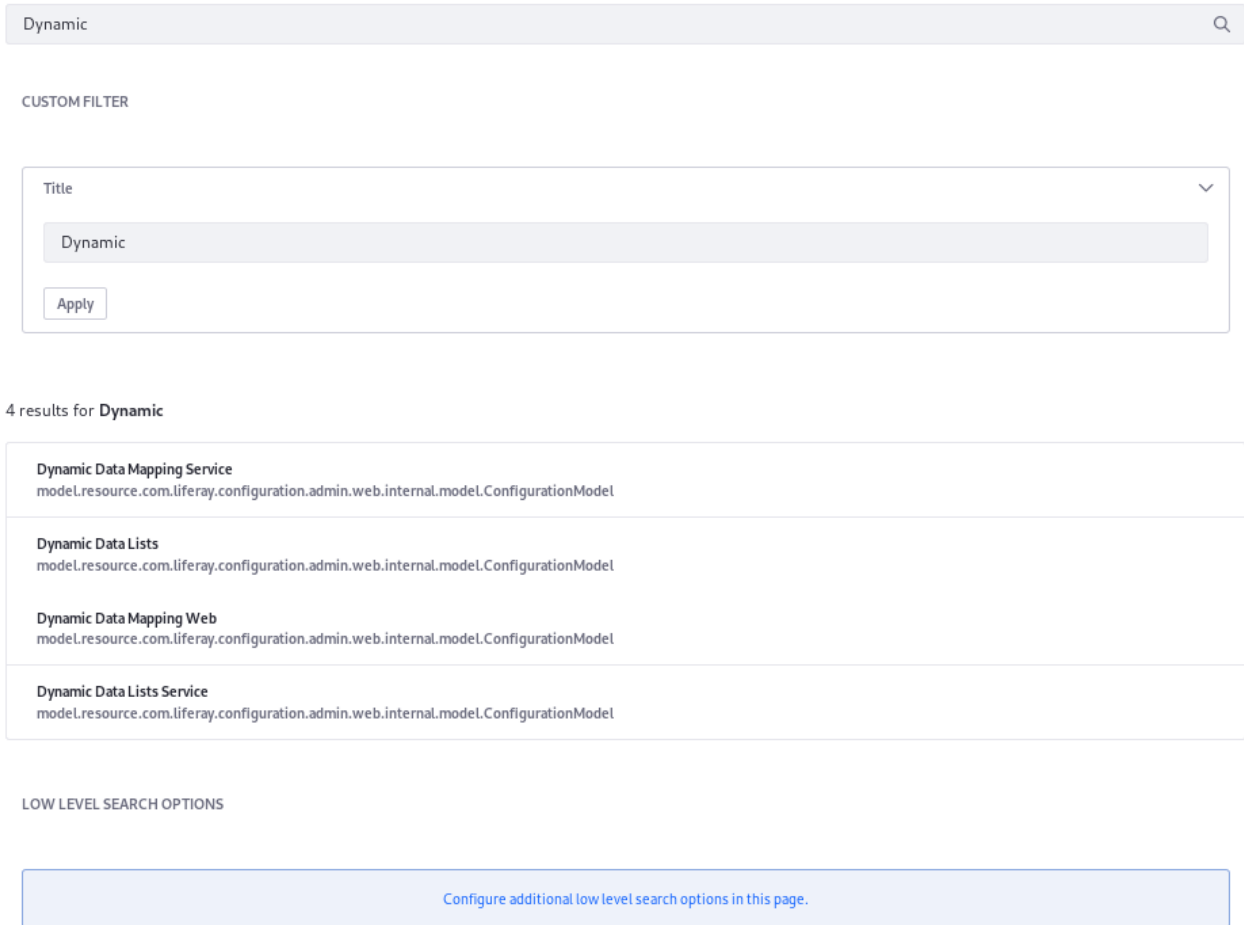 Dynamic
CUSTOM FILTER
Title
Dynamic
Apply
4 results for Dynamic
Dynamic Data Mapping Service
model.resource.com.liferay.configuration.admin.web.internal.model.ConfigurationModel
Dynamic Data Lists
model.resource.com.liferay.configuration.admin.web.internal.model.ConfigurationModel
Dynamic Data Mapping Web
model.resource.com.liferay.configuration.admin.web.internal.model.ConfigurationModel
Dynamic Data Lists Service
model.resource.com.liferay.configuration.admin.web.internal.model.ConfigurationModel
LOW LEVEL SEARCH OPTIONS
Configure additional low level search options in this page.